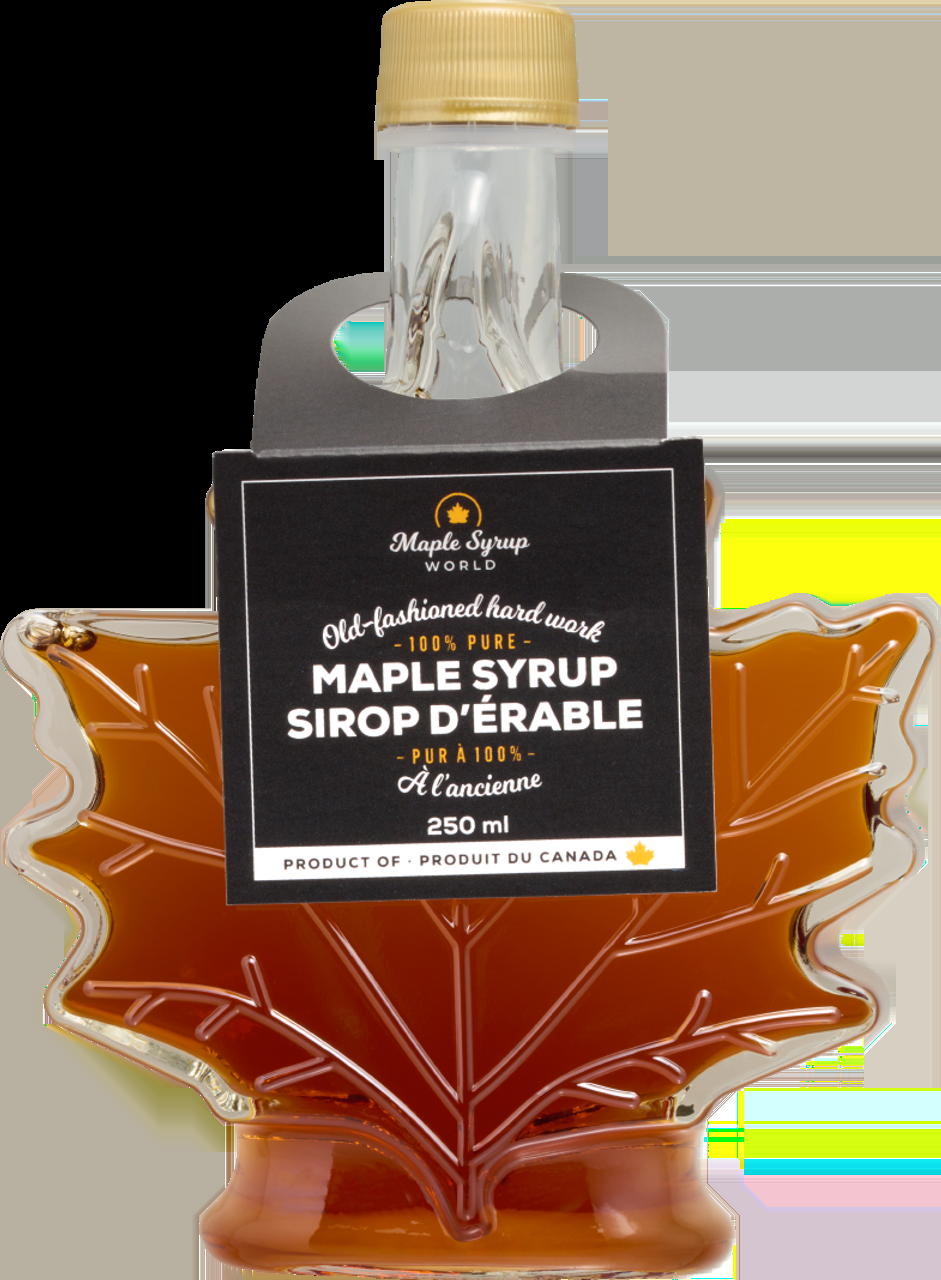 Maple Syrup
WORLD
Old-fashioned hard work
- 100% PURE -
MAPLE SYRUP
SIROP D'ÉRABLE
- PUR À 100% -
À l'ancienne
250 ml
PRODUCT OF · PRODUIT DU CANADA